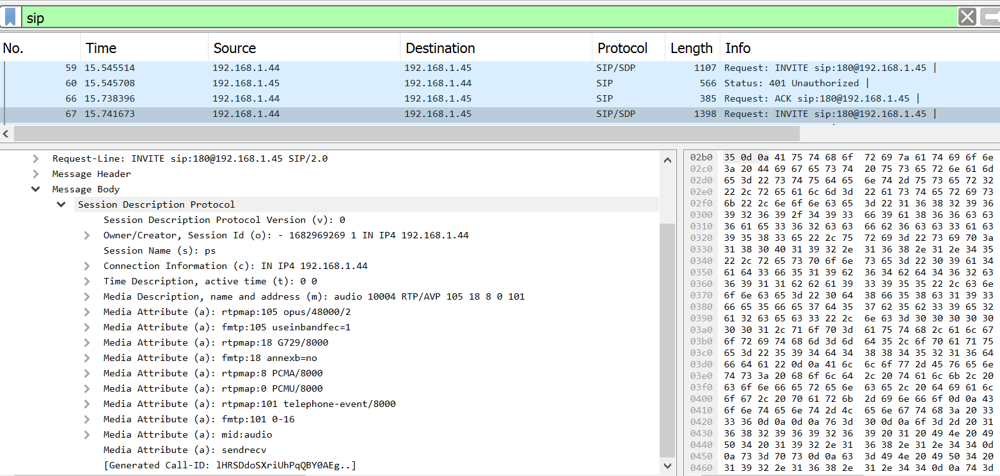 sip
No. Time Source Destination Protocol Length Info
59 15.545514 192.168.1.44 192.168.1.45 SIP/SDP 1107 Request: INVITE sip:180@192.168.1.45 |
60 15.545708 192.168.1.45 192.168.1.44 SIP 566 Status: 401 Unauthorized |
66 15.738396 192.168.1.44 192.168.1.45 SIP 385 Request: ACK sip:180@192.168.1.45 |
67 15.741673 192.168.1.44 192.168.1.45 SIP/SDP 1398 Request: INVITE sip:180@192.168.1.45 |
Request-Line: INVITE sip:180@192.168.1.45 SIP/2.0
Message Header
Message Body
Session Description Protocol
Session Description Protocol Version (v): 0
Owner/Creator, Session Id (o): - 1682969269 1 IN IP4 192.168.1.44
Session Name (s): ps
Connection Information (c): IN IP4 192.168.1.44
Time Description, active time (t): 0 0
Media Description, name and address (m): audio 10004 RTP/AVP 105 18 8 0 101
Media Attribute (a): rtpmap:105 opus/48000/2
Media Attribute (a): fmtp:105 useinbandfec=1
Media Attribute (a): rtpmap:18 G729/8000
Media Attribute (a): fmtp:18 annexb=no
Media Attribute (a): rtpmap:8 PCMA/8000
Media Attribute (a): rtpmap:0 PCMU/8000
Media Attribute (a): rtpmap:101 telephone-event/8000
Media Attribute (a): fmtp:101 0-16
Media Attribute (a): mid:audio
Media Attribute (a): sendrecv
[Generated Call-ID: lHRSDdoSXriUhPqQBY0AEg..]
02b0 35 0d 0a 41 75 74 68 6f 72 69 7a 61 74 69 6f 6e
02c0 3a 20 44 69 67 65 73 74 20 75 73 65 72 6e 61 6d
02d0 65 3d 22 73 74 75 64 65 6e 74 2d 75 73 65 72 32
02e0 22 2c 72 65 61 6c 6d 3d 22 61 73 74 65 72 69 73
02f0 6b 22 2c 6e 6f 6e 63 65 3d 22 31 36 38 32 39 36
0300 39 32 36 39 2f 34 39 33 66 39 61 38 36 36 63 63
0310 36 61 65 33 36 32 63 63 66 62 36 63 63 33 61 63
0320 39 35 38 33 65 22 2c 75 72 69 3d 22 73 69 70 3a
0330 31 38 30 40 31 39 32 2e 31 36 38 2e 31 2e 34 35
0340 22 2c 72 65 73 70 6f 6e 73 65 3d 22 30 39 61 34
0350 61 64 33 66 35 31 39 62 36 34 62 64 34 36 32 63
0360 36 39 31 31 62 62 61 39 33 39 35 35 22 2c 63 6e
0370 6f 6e 63 65 3d 22 30 64 38 66 35 38 63 31 39 33
0380 66 65 35 66 65 37 64 35 37 62 35 62 33 39 65 32
0390 61 32 63 65 63 33 22 2c 6e 63 3d 30 30 30 30 30
03a0 30 30 31 2c 71 6f 70 3d 61 75 74 68 2c 61 6c 67
03b0 6f 72 69 74 68 6d 3d 6d 64 35 2c 6f 70 61 71 75
03c0 65 3d 22 35 39 34 64 34 38 38 34 35 32 31 36 64
03d0 66 64 61 22 0d 0a 41 6c 6c 6f 77 2d 45 76 65 6e
03e0 74 73 3a 20 68 6f 6c 64 2c 20 74 61 6c 6b 2c 20
03f0 63 6f 6e 66 65 72 65 6e 63 65 2c 20 64 69 61 6c
0400 6f 67 2c 20 70 61 72 6b 2d 69 6e 66 6f 0d 0a 43
0410 6f 6e 74 65 6e 74 2d 4c 65 6e 67 74 68 3a 20 33
0420 33 36 0d 0a 0d 0a 76 3d 30 0d 0a 6f 3d 2d 20 31
0430 36 38 32 39 36 39 32 36 39 20 31 20 49 4e 20 49
0440 50 34 20 31 39 32 2e 31 36 38 2e 31 2e 34 34 0d
0450 0a 73 3d 70 73 0d 0a 63 3d 49 4e 20 49 50 34 20
0460 31 39 32 2e 31 36 38 2e 31 2e 34 34 0d 0a 74 3d